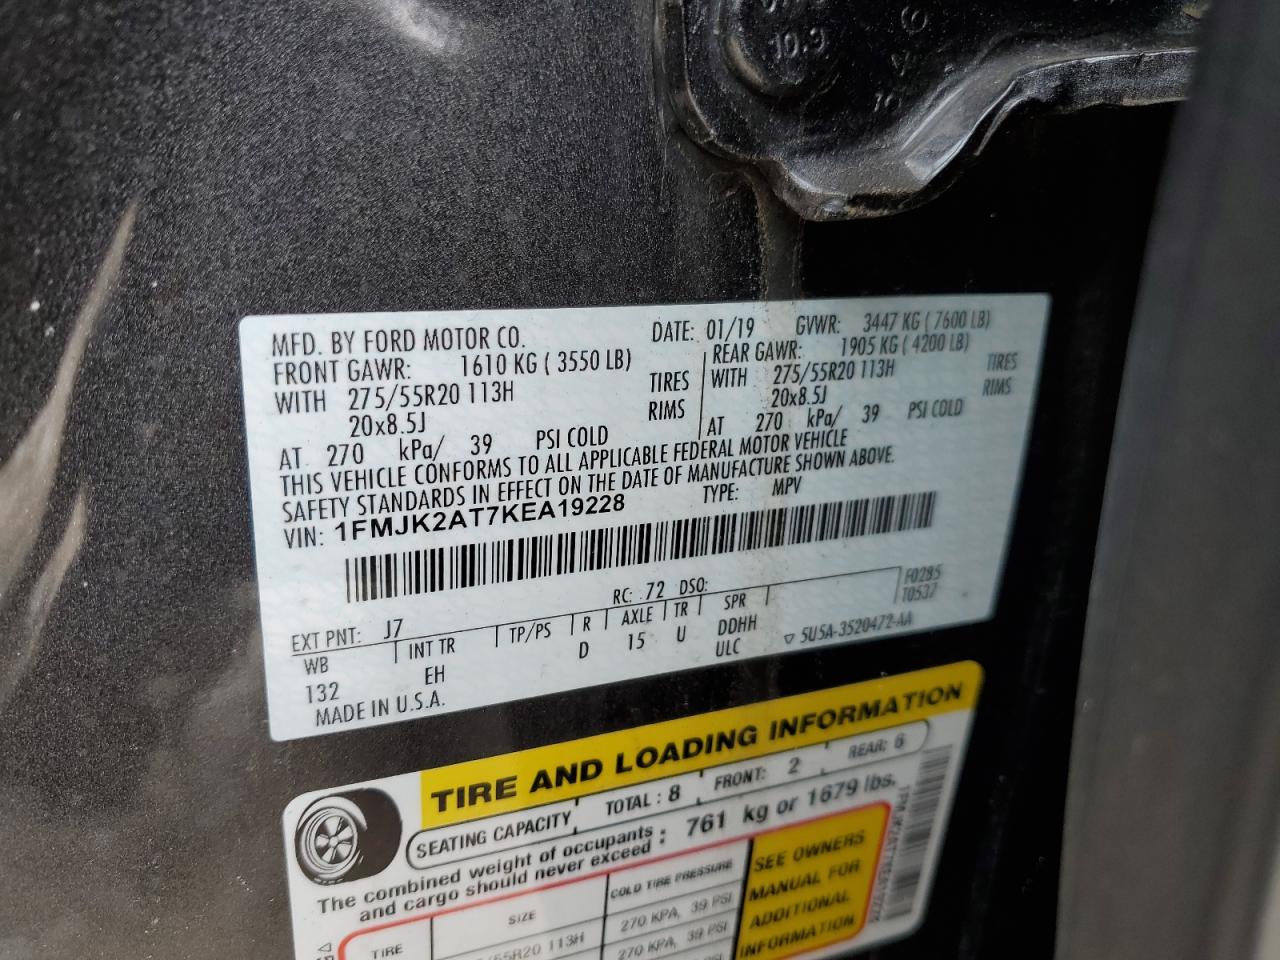 10.9
MFD. BY FORD MOTOR CO. DATE: 01/19 GVWR: 3447 KG ( 7600 LB)
FRONT GAWR: 1610 KG ( 3550 LB) REAR GAWR: 1905 KG ( 4200 LB)
WITH 275/55R20 113H TIRES WITH 275/55R20 113H TIRES
20x8.5J RIMS 20x8.5J RIMS
AT 270 kPa/ 39 PSI COLD AT 270 kPa/ 39 PSI COLD
THIS VEHICLE CONFORMS TO ALL APPLICABLE FEDERAL MOTOR VEHICLE
SAFETY STANDARDS IN EFFECT ON THE DATE OF MANUFACTURE SHOWN ABOVE.
VIN: 1FMJK2AT7KEA19228 TYPE: MPV
F0285
T0537
EXT PNT: J7 RC: 72 DSO:
WB INT TR TP/PS R AXLE TR SPR
132 EH D 15 U DDHH
ULC
▽ 5U5A-3520472-AA
MADE IN U.S.A.
TIRE AND LOADING INFORMATION
SEATING CAPACITY TOTAL : 8 FRONT: 2 REAR: 6
The combined weight of occupants
and cargo should never exceed : 761 kg or 1679 lbs.
TIRE SIZE COLD TIRE PRESSURE
/55R20 113H 270 KPA, 39 PSI
270 KPA, 39 PSI
SEE OWNERS
MANUAL FOR
ADDITIONAL
INFORMATION